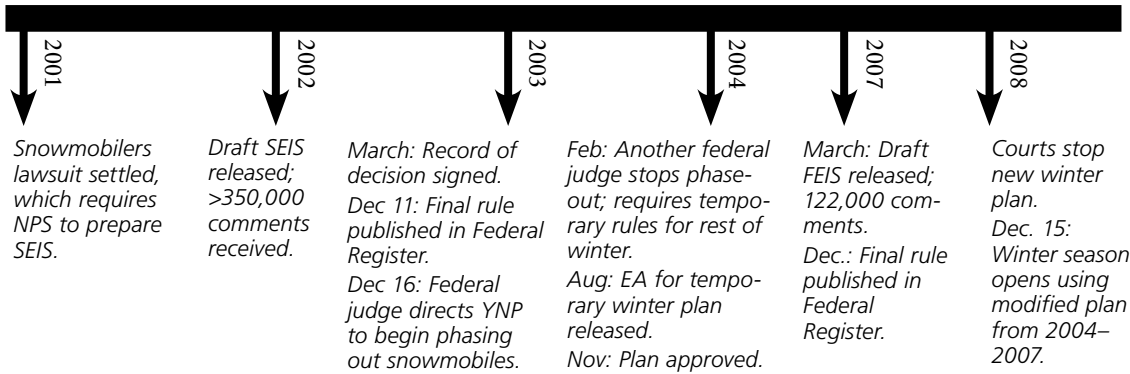 2001
Snowmobilers
lawsuit settled,
which requires
NPS to prepare
SEIS.
2002
Draft SEIS
released;
>350,000
comments
received.
2003
March: Record of
decision signed.
Dec 11: Final rule
published in Federal
Register.
Dec 16: Federal
judge directs YNP
to begin phasing
out snowmobiles.
2004
Feb: Another federal
judge stops phase-
out; requires tempo-
rary rules for rest of
winter.
Aug: EA for tempo-
rary winter plan
released.
Nov: Plan approved.
2007
March: Draft
FEIS released;
122,000 com-
ments.
Dec.: Final rule
published in
Federal
Register.
2008
Courts stop
new winter
plan.
Dec. 15:
Winter season
opens using
modified plan
from 2004–
2007.